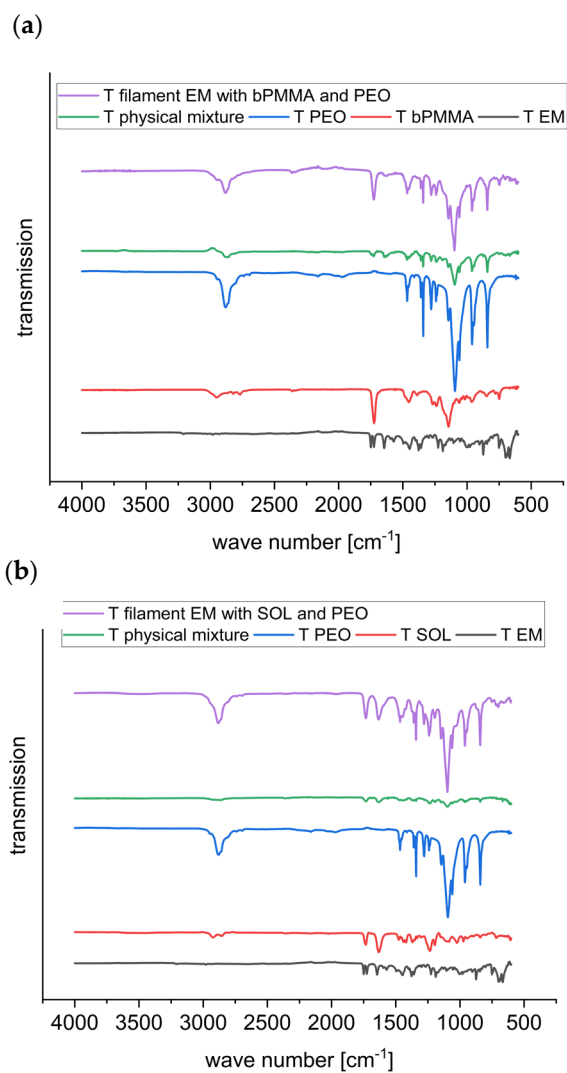 (a)
T filament EM with bPMMA and PEO
T physical mixture T PEO T bPMMA T EM
transmission
4000 3500 3000 2500 2000 1500 1000 500
wave number [cm⁻¹]
(b)
T filament EM with SOL and PEO
T physical mixture T PEO T SOL T EM
transmission
4000 3500 3000 2500 2000 1500 1000 500
wave number [cm⁻¹]